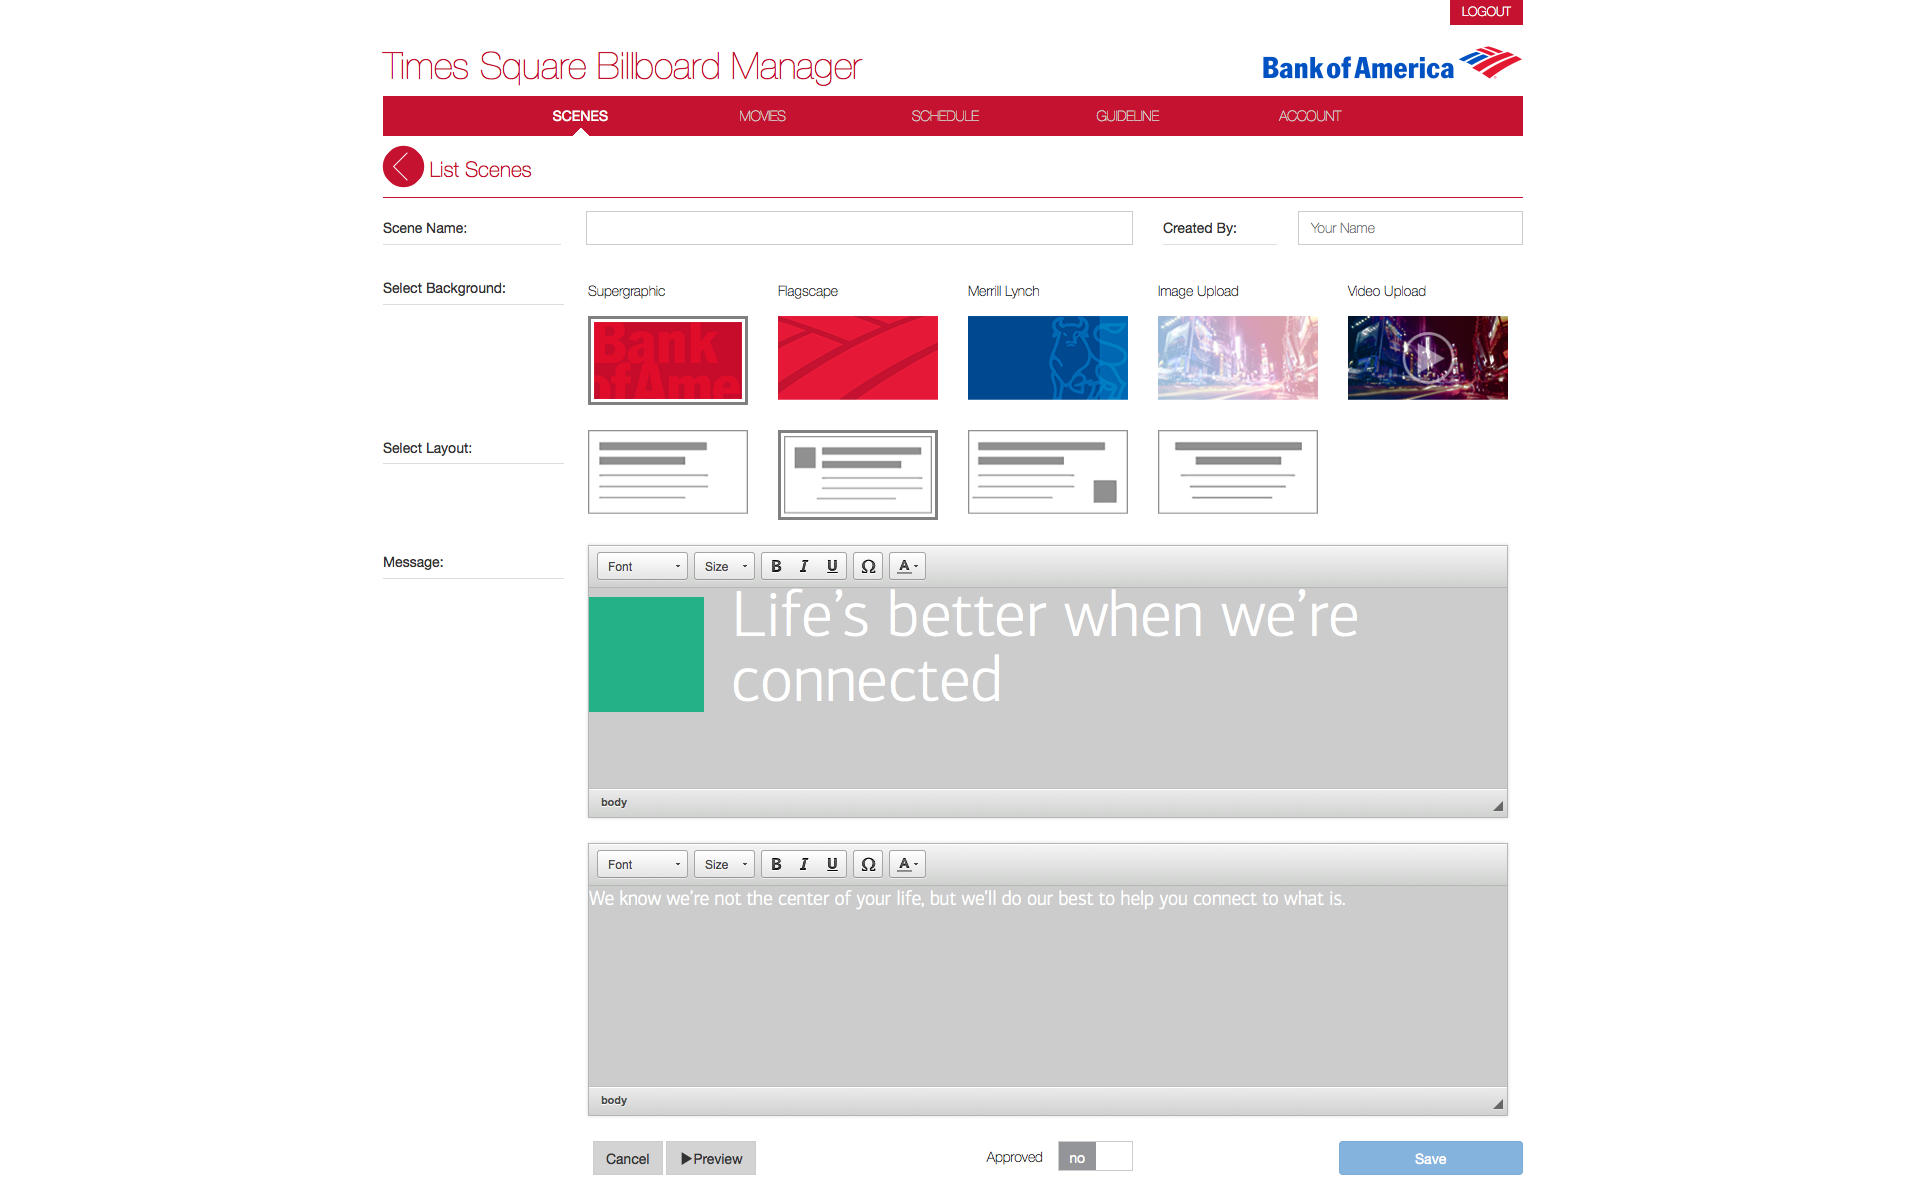 LOGOUT
Times Square Billboard Manager
Bank of America
SCENES MOVIES SCHEDULE GUIDELINE ACCOUNT
List Scenes
Scene Name:
Created By: Your Name
Select Background:
Supergraphic Flagscape Merrill Lynch Image Upload Video Upload
Bank
of Ame
Select Layout:
Message:
Font Size B I U Ω A
Life’s better when we’re
connected
body
Font Size B I U Ω A
We know we’re not the center of your life, but we’ll do our best to help you connect to what is.
body
Cancel Preview Approved no Save